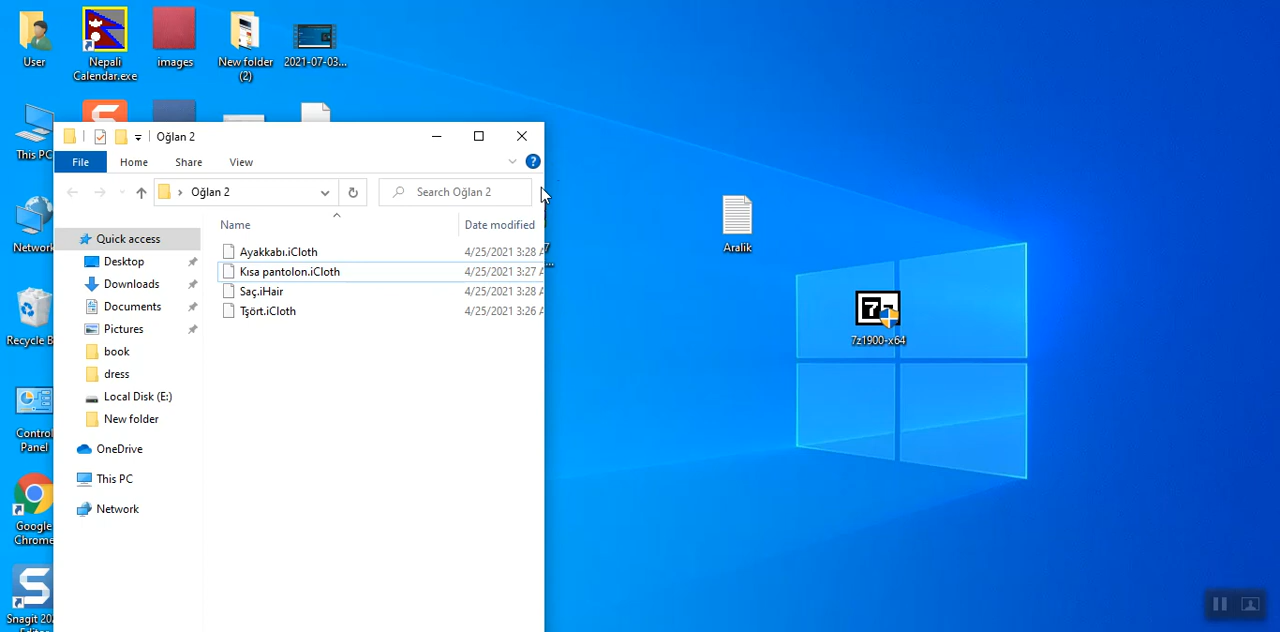 User
Nepali
Calendar.exe
images
New folder
(2)
2021-07-03...
This PC
Network
Recycle B
Control
Panel
Google
Chrome
Snagit 20
Oğlan 2
File
Home
Share
View
Oğlan 2
Search Oğlan 2
Name
Date modified
Quick access
Desktop
Downloads
Documents
Pictures
book
dress
Local Disk (E:)
New folder
OneDrive
This PC
Network
Ayakkabı.iCloth
4/25/2021 3:28 A
Kısa pantolon.iCloth
4/25/2021 3:27 A
Saç.iHair
4/25/2021 3:28 A
Tşört.iCloth
4/25/2021 3:26 A
Aralik
7z1900-x64